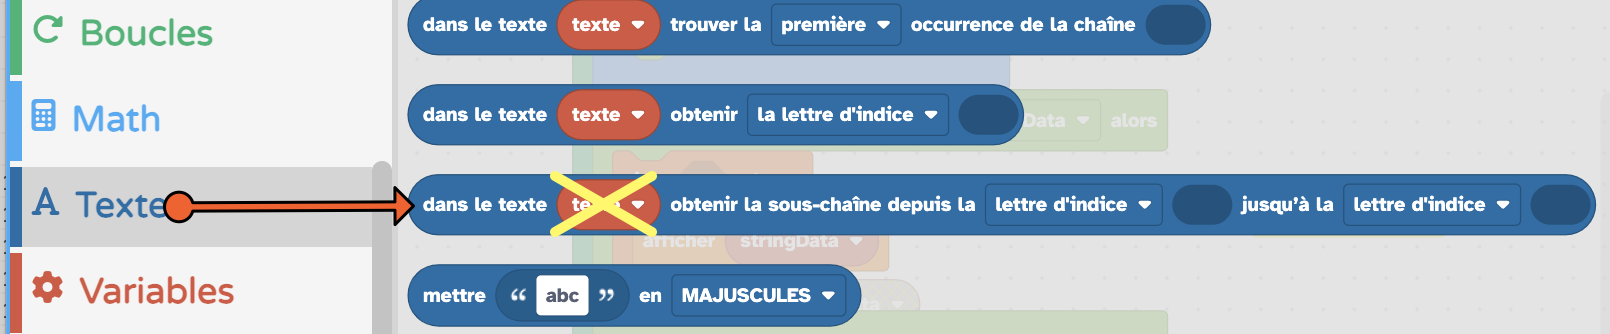 Boucles
Math
Texte
Variables
dans le texte texte trouver la première occurrence de la chaîne
dans le texte texte obtenir la lettre d'indice
Data alors
dans le texte texte obtenir la sous-chaîne depuis la lettre d'indice jusqu'à la lettre d'indice
afficher stringData
mettre “ abc ” en MAJUSCULES